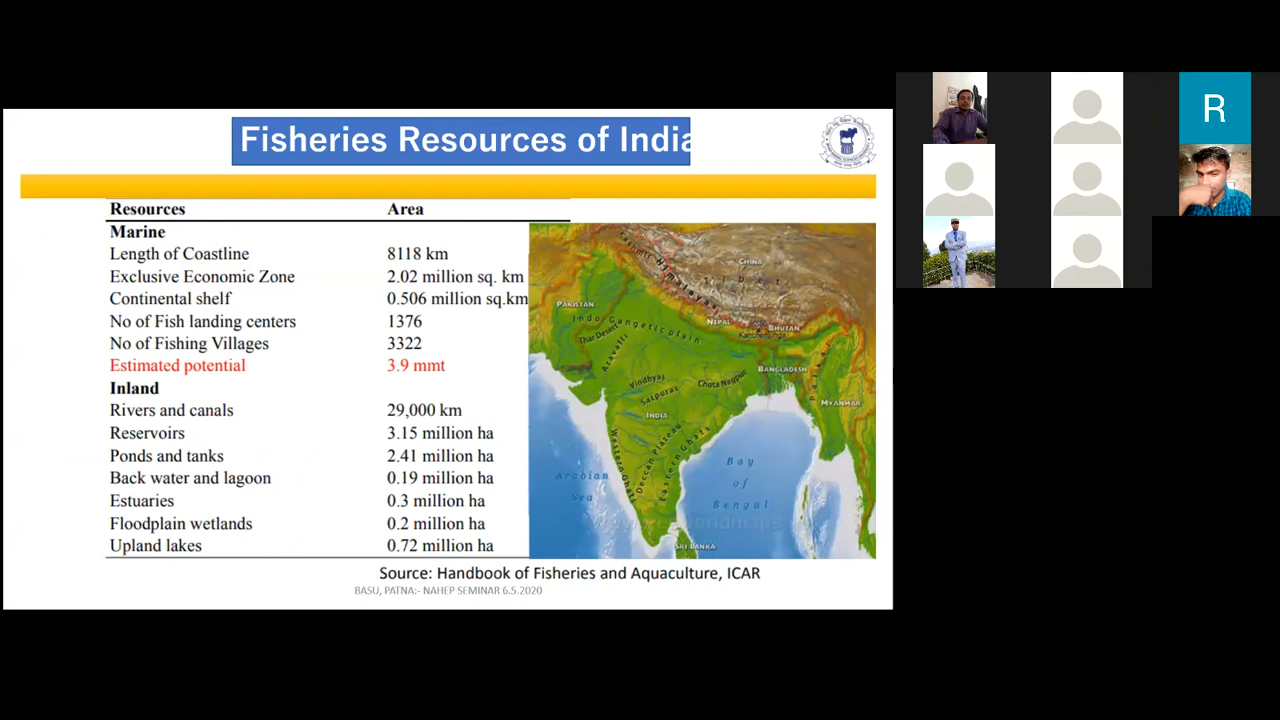 Fisheries Resources of India
R
Resources Area
Marine
Length of Coastline 8118 km
Exclusive Economic Zone 2.02 million sq. km
Continental shelf 0.506 million sq.km
No of Fish landing centers 1376
No of Fishing Villages 3322
Estimated potential 3.9 mmt
Inland
Rivers and canals 29,000 km
Reservoirs 3.15 million ha
Ponds and tanks 2.41 million ha
Back water and lagoon 0.19 million ha
Estuaries 0.3 million ha
Floodplain wetlands 0.2 million ha
Upland lakes 0.72 million ha
CHINA
Himalayas
Tibet
PAKISTAN
Indo-Gangetic plain
NEPAL
BHUTAN
Thar Desert
Aravalli
BANGLADESH
Vindhyas
Chota Nagpur
Satpuras
MYANMAR
INDIA
Western Ghats
Deccan Plateau
Eastern Ghats
Arabian
Sea
Bay
of
Bengal
SRI LANKA
Source: Handbook of Fisheries and Aquaculture, ICAR
BASU, PATNA:- NAHEP SEMINAR 6.5.2020